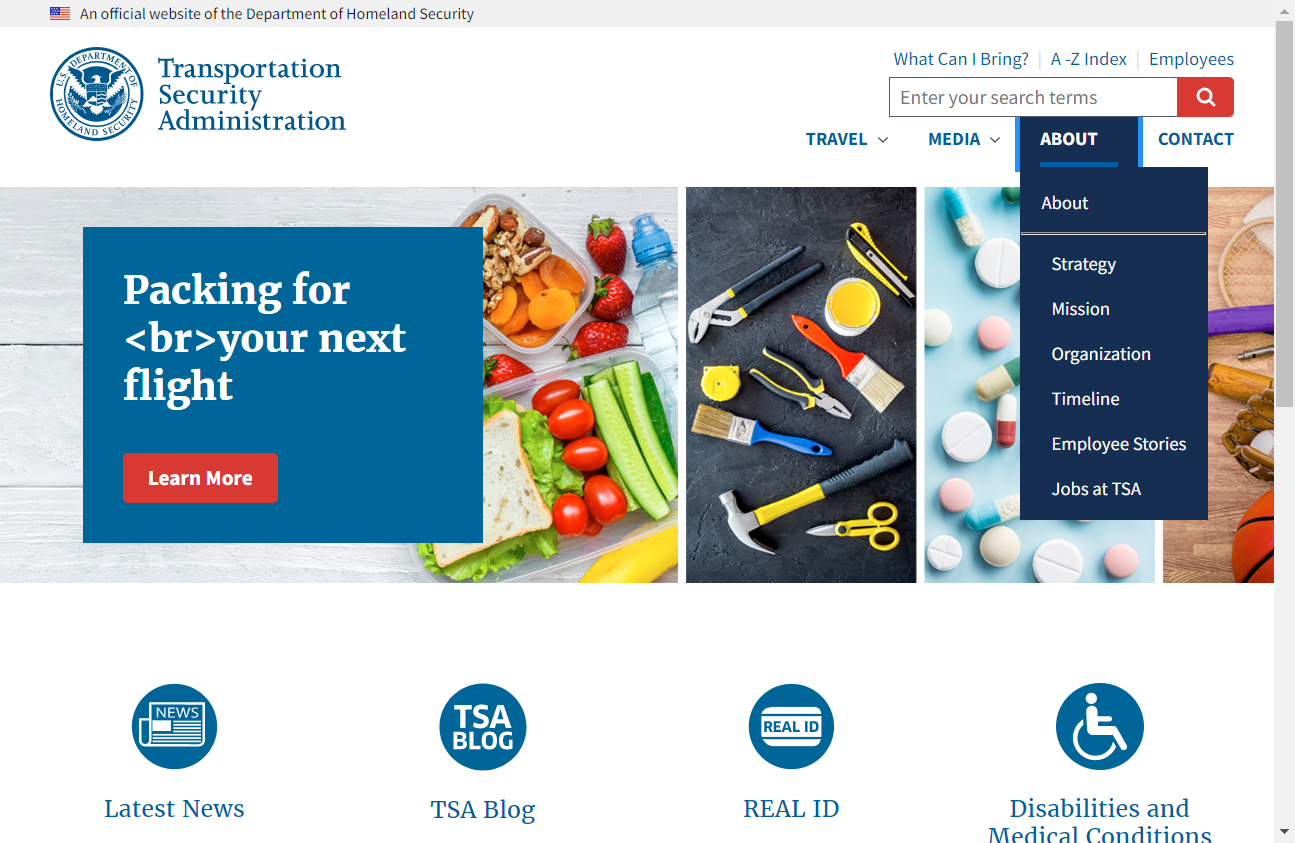 An official website of the Department of Homeland Security
U.S. DEPARTMENT OF HOMELAND SECURITY
Transportation
Security
Administration
What Can I Bring?
A -Z Index
Employees
Enter your search terms
TRAVEL
MEDIA
ABOUT
CONTACT
About
Strategy
Mission
Organization
Timeline
Employee Stories
Jobs at TSA
Packing for
<br>your next
flight
Learn More
NEWS
TSA
BLOG
REAL ID
Latest News
TSA Blog
REAL ID
Disabilities and
Medical Conditions